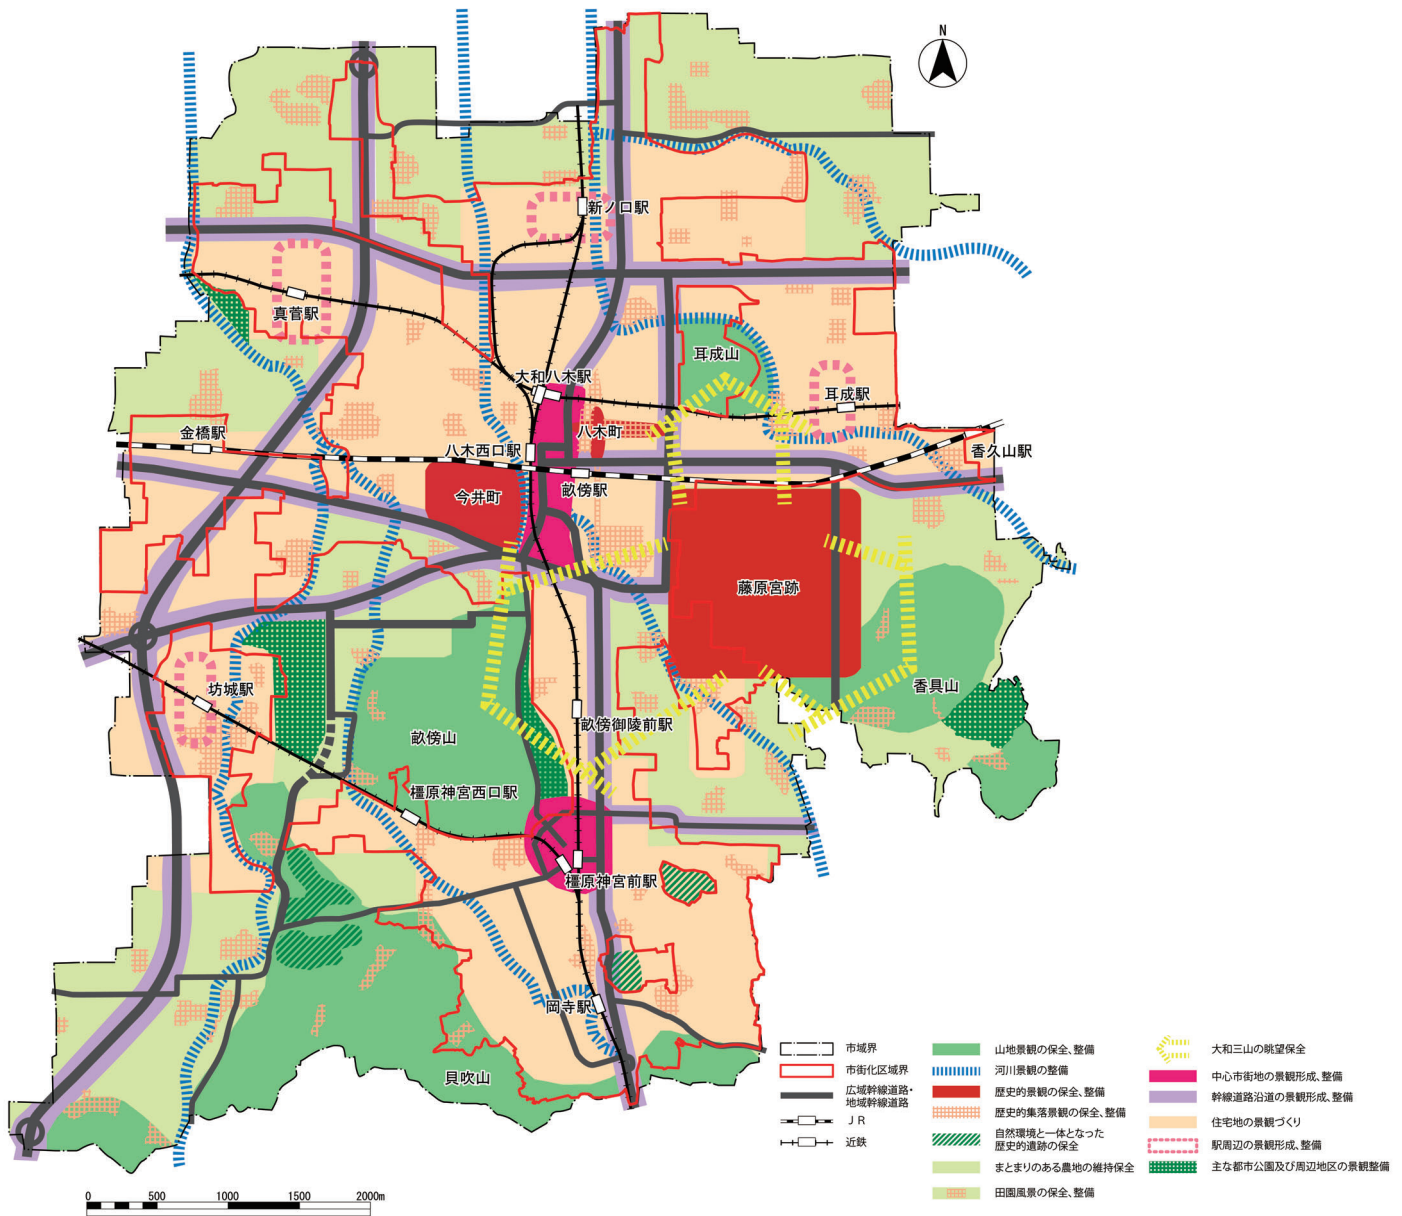 N
新ノ口駅
真菅駅
耳成山
大和八木駅
耳成駅
金橋駅
八木町
八木西口駅
香久山駅
今井町
畝傍駅
藤原宮跡
坊城駅
香具山
畝傍御陵前駅
畝傍山
橿原神宮西口駅
橿原神宮前駅
岡寺駅
貝吹山
市域界
市街化区域界
広域幹線道路・
地域幹線道路
ＪＲ
近鉄
山地景観の保全、整備
河川景観の整備
歴史的景観の保全、整備
歴史的集落景観の保全、整備
自然環境と一体となった
歴史的遺跡の保全
まとまりのある農地の維持保全
田園風景の保全、整備
大和三山の眺望保全
中心市街地の景観形成、整備
幹線道路沿道の景観形成、整備
住宅地の景観づくり
駅周辺の景観形成、整備
主な都市公園及び周辺地区の景観整備
0 500 1000 1500 2000m